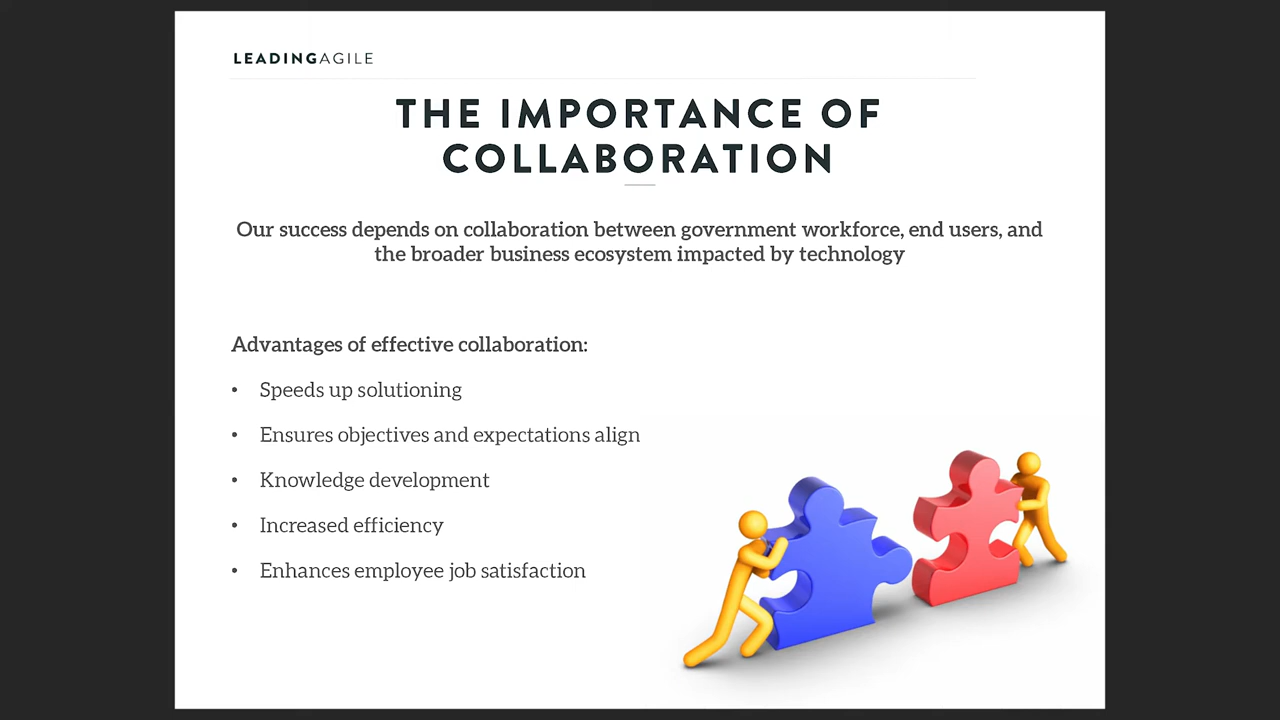 LEADINGAGILE
THE IMPORTANCE OF
COLLABORATION
Our success depends on collaboration between government workforce, end users, and
the broader business ecosystem impacted by technology
Advantages of effective collaboration:
• Speeds up solutioning
• Ensures objectives and expectations align
• Knowledge development
• Increased efficiency
• Enhances employee job satisfaction